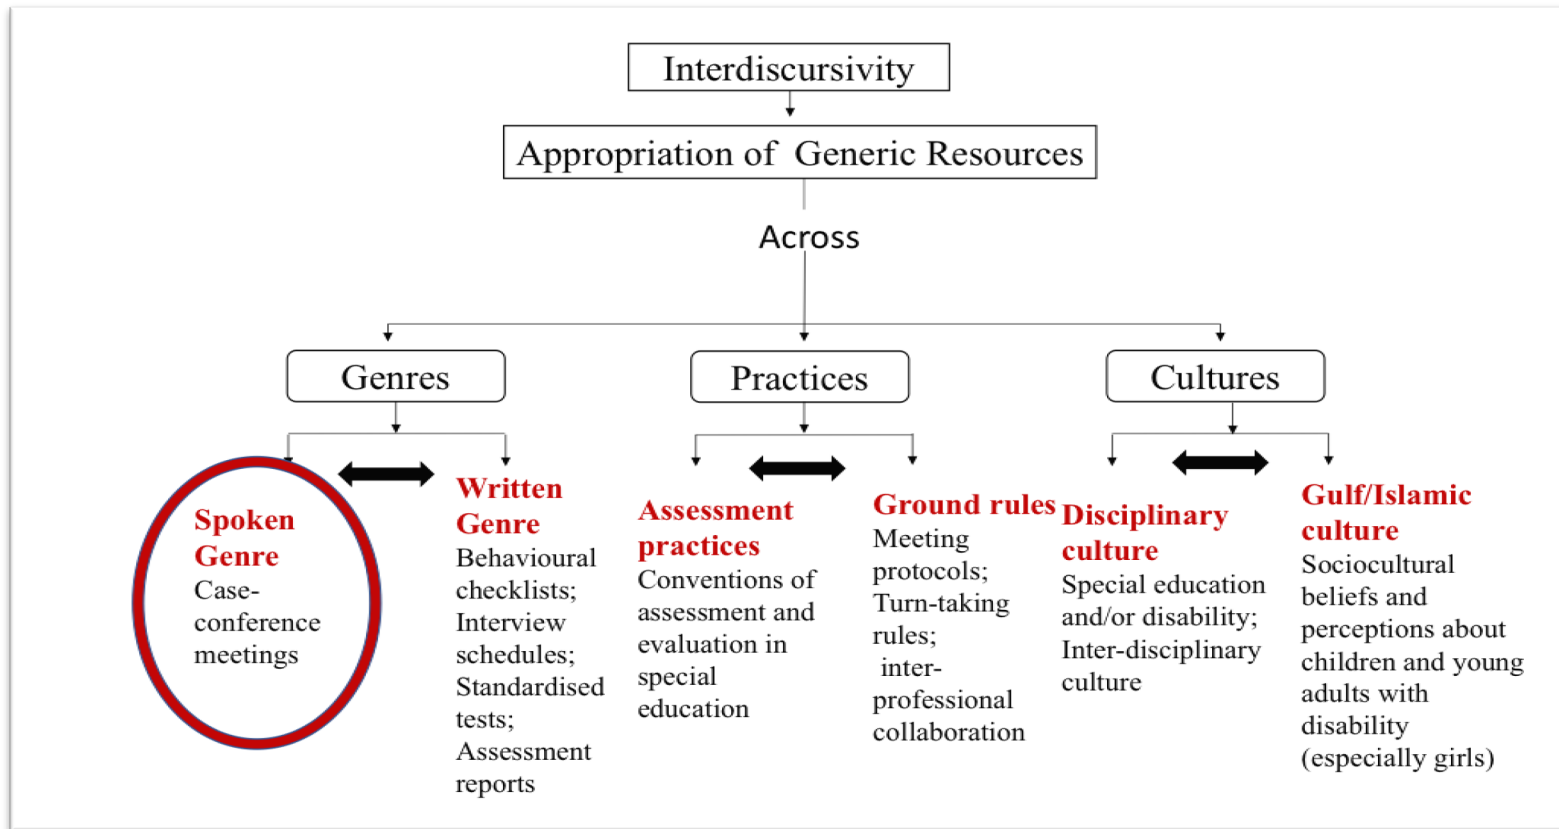 Interdiscursivity
Appropriation of Generic Resources
Across
Genres
Practices
Cultures
Spoken
Genre
Case-
conference
meetings
Written
Genre
Behavioural
checklists;
Interview
schedules;
Standardised
tests;
Assessment
reports
Assessment
practices
Conventions of
assessment and
evaluation in
special
education
Ground rules
Meeting
protocols;
Turn-taking
rules;
inter-
professional
collaboration
Disciplinary
culture
Special education
and/or disability;
Inter-disciplinary
culture
Gulf/Islamic
culture
Sociocultural
beliefs and
perceptions about
children and young
adults with
disability
(especially girls)